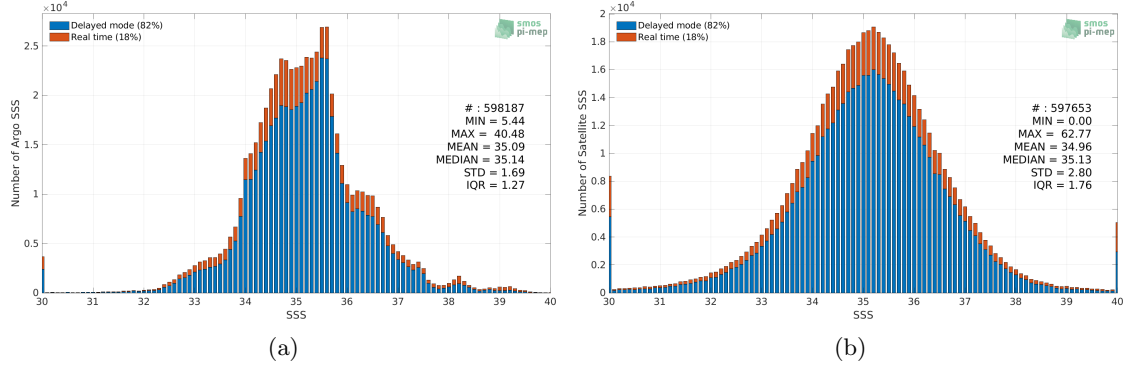 ×10⁴
Delayed mode (82%)
Real time (18%)
smos
pi-mep
2.5
2
1.5
1
0.5
0
Number of Argo SSS
# : 598187
MIN = 5.44
MAX = 40.48
MEAN = 35.09
MEDIAN = 35.14
STD = 1.69
IQR = 1.27
30 31 32 33 34 35 36 37 38 39 40
SSS
(a)
×10⁴
Delayed mode (82%)
Real time (18%)
smos
pi-mep
2
1.8
1.6
1.4
1.2
1
0.8
0.6
0.4
0.2
0
Number of Satellite SSS
# : 597653
MIN = 0.00
MAX = 62.77
MEAN = 34.96
MEDIAN = 35.13
STD = 2.80
IQR = 1.76
30 31 32 33 34 35 36 37 38 39 40
SSS
(b)